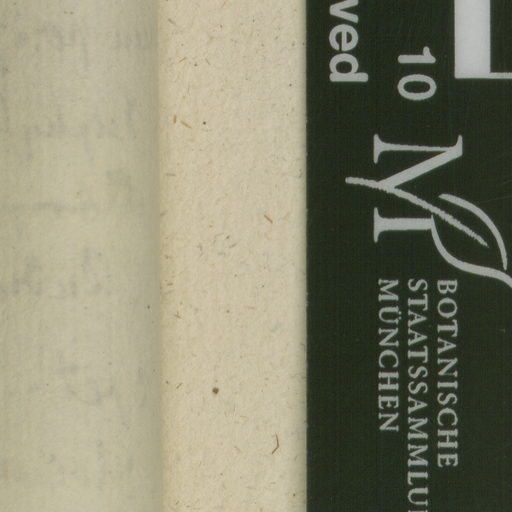 ved
10
M
BOTANISCHE
STAATSSAMMLU
MÜNCHEN